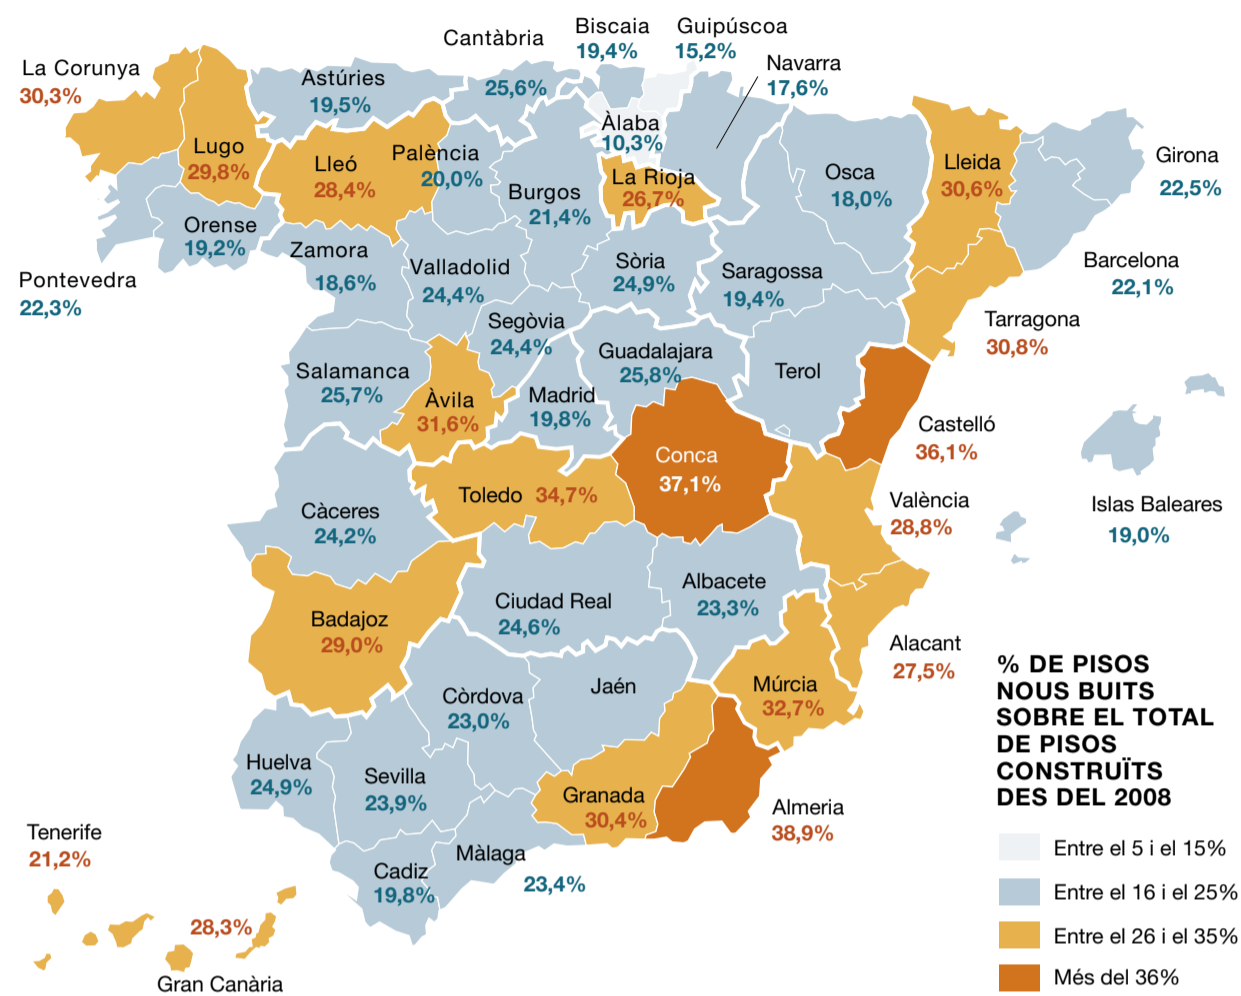 La Corunya
30,3%
Lugo
29,8%
Astúries
19,5%
Cantàbria
25,6%
Biscaia
19,4%
Guipúscoa
15,2%
Navarra
17,6%
Àlaba
10,3%
Lleó
28,4%
Palència
20,0%
Burgos
21,4%
La Rioja
26,7%
Osca
18,0%
Lleida
30,6%
Girona
22,5%
Orense
19,2%
Pontevedra
22,3%
Zamora
18,6%
Valladolid
24,4%
Sòria
24,9%
Saragossa
19,4%
Barcelona
22,1%
Tarragona
30,8%
Segòvia
24,4%
Salamanca
25,7%
Àvila
31,6%
Madrid
19,8%
Guadalajara
25,8%
Terol
Castelló
36,1%
Conca
37,1%
Toledo 34,7%
Càceres
24,2%
València
28,8%
Islas Baleares
19,0%
Badajoz
29,0%
Ciudad Real
24,6%
Albacete
23,3%
Alacant
27,5%
Múrcia
32,7%
Còrdova
23,0%
Jaén
Huelva
24,9%
Sevilla
23,9%
Granada
30,4%
Almeria
38,9%
Màlaga
23,4%
Cadiz
19,8%
Tenerife
21,2%
28,3%
Gran Canària
% DE PISOS
NOUS BUITS
SOBRE EL TOTAL
DE PISOS
CONSTRUÏTS
DES DEL 2008
Entre el 5 i el 15%
Entre el 16 i el 25%
Entre el 26 i el 35%
Més del 36%